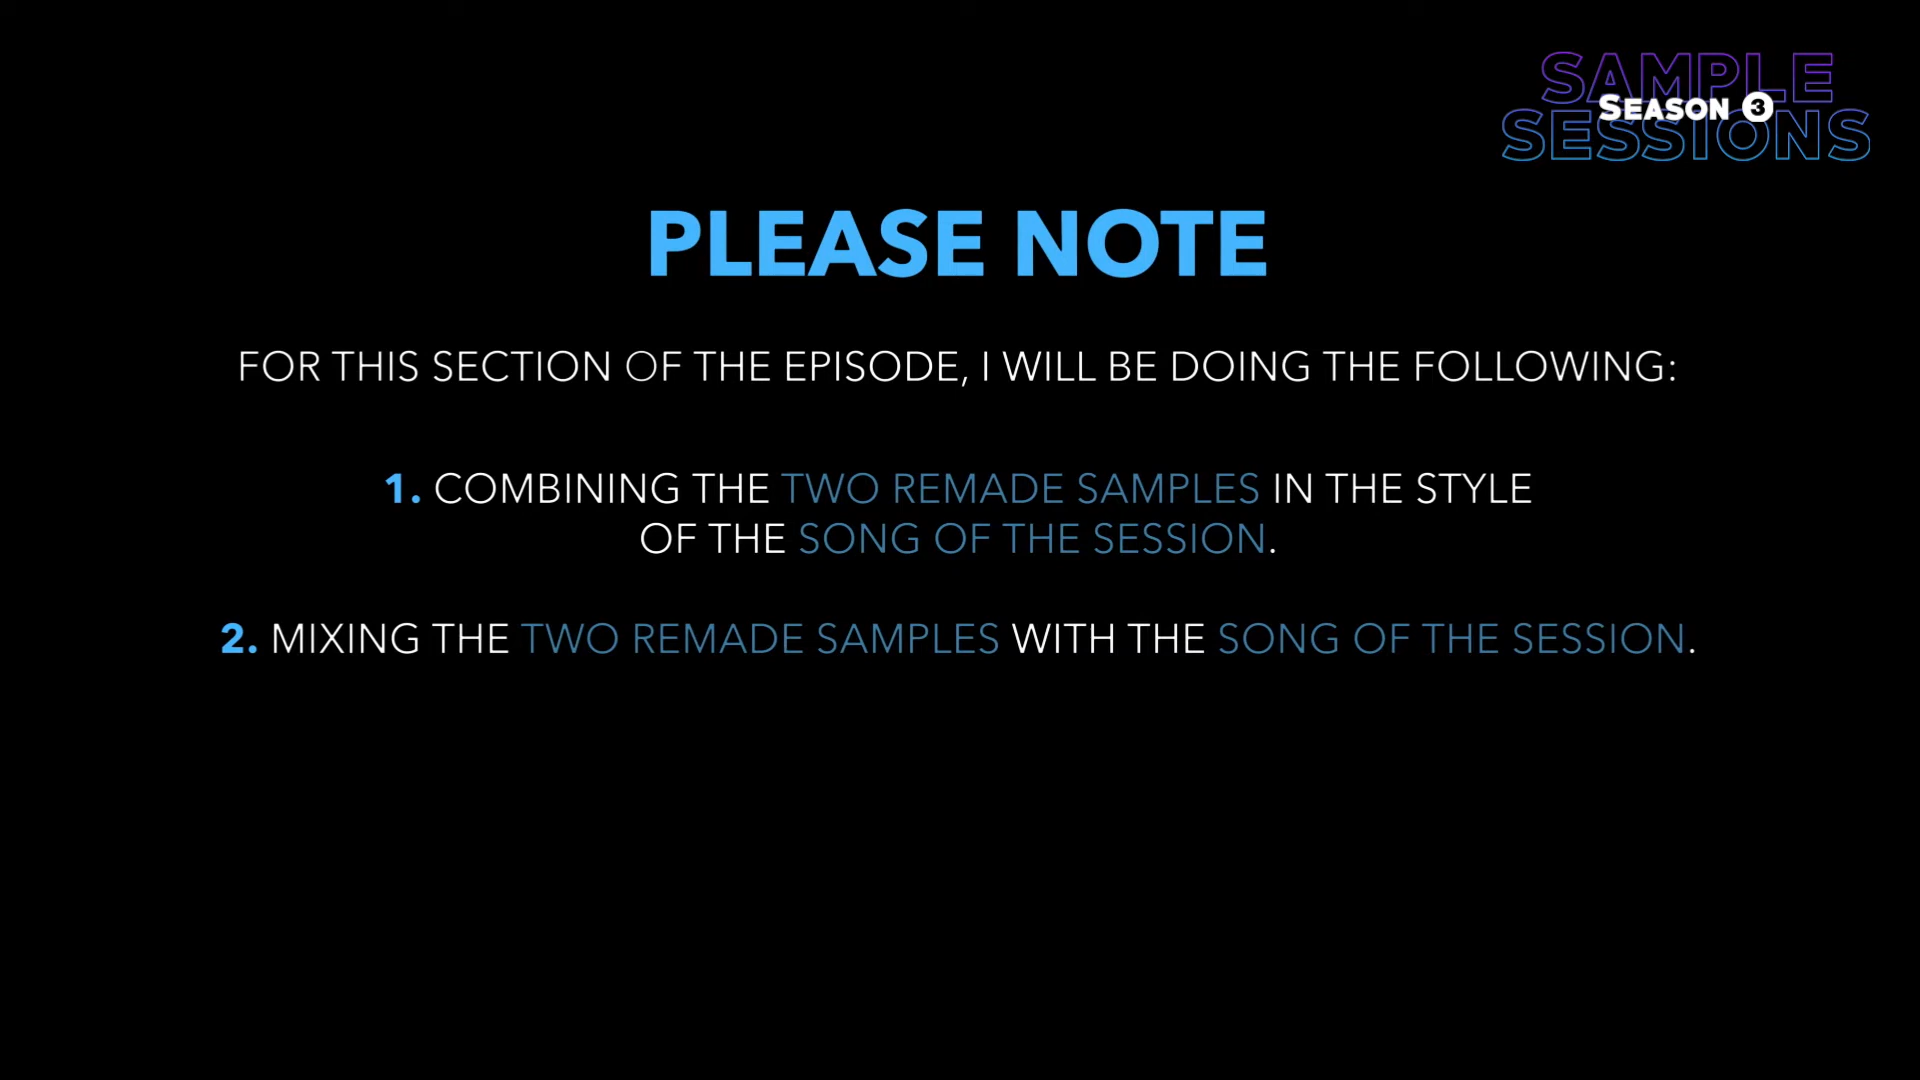 SAMPLE
SEASON 3
SESSIONS
PLEASE NOTE
FOR THIS SECTION OF THE EPISODE, I WILL BE DOING THE FOLLOWING:
1. COMBINING THE TWO REMADE SAMPLES IN THE STYLE
OF THE SONG OF THE SESSION.
2. MIXING THE TWO REMADE SAMPLES WITH THE SONG OF THE SESSION.